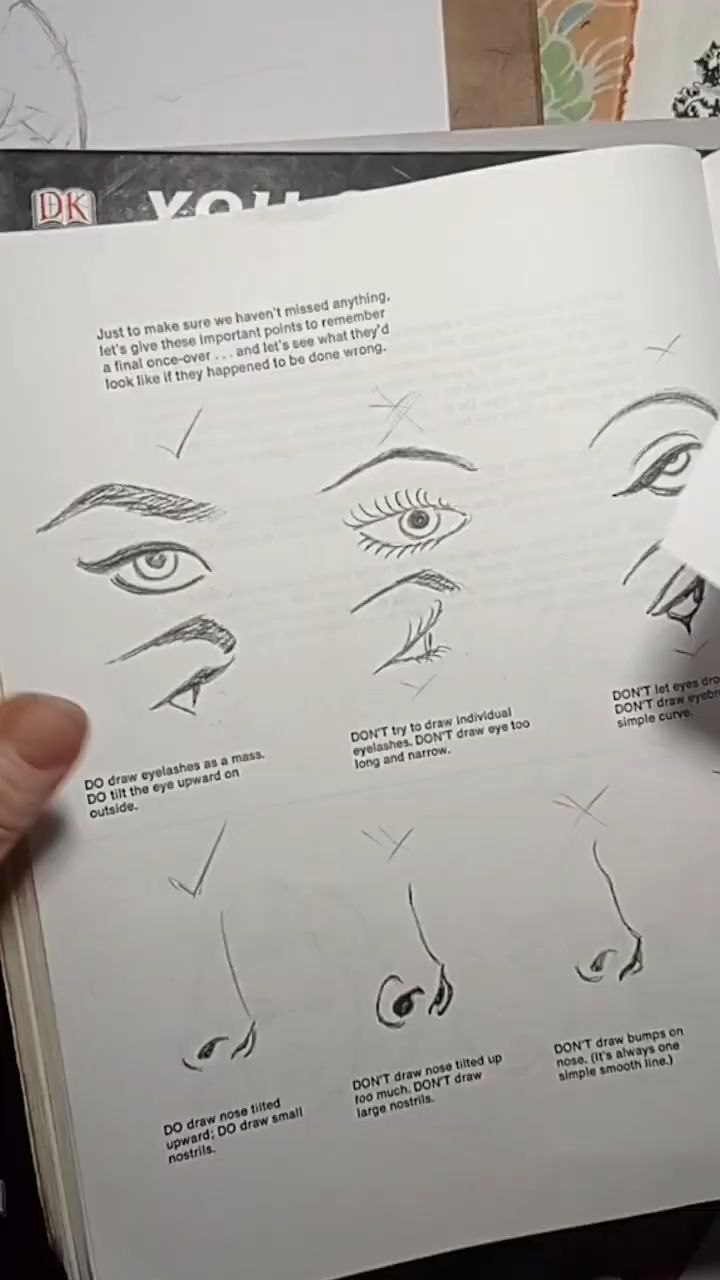 DK
Just to make sure we haven't missed anything,
let's give these important points to remember
a final once-over . . . and let's see what they'd
look like if they happened to be done wrong.
DO draw eyelashes as a mass.
DO tilt the eye upward on
outside.
DON'T try to draw individual
eyelashes. DON'T draw eye too
long and narrow.
DON'T let eyes
DON'T draw
simple curve.
DO draw nose tilted
upward; DO draw small
nostrils.
DON'T draw nose tilted up
too much. DON'T draw
large nostrils.
DON'T draw bumps on
nose. (It's always one
simple smooth line.)